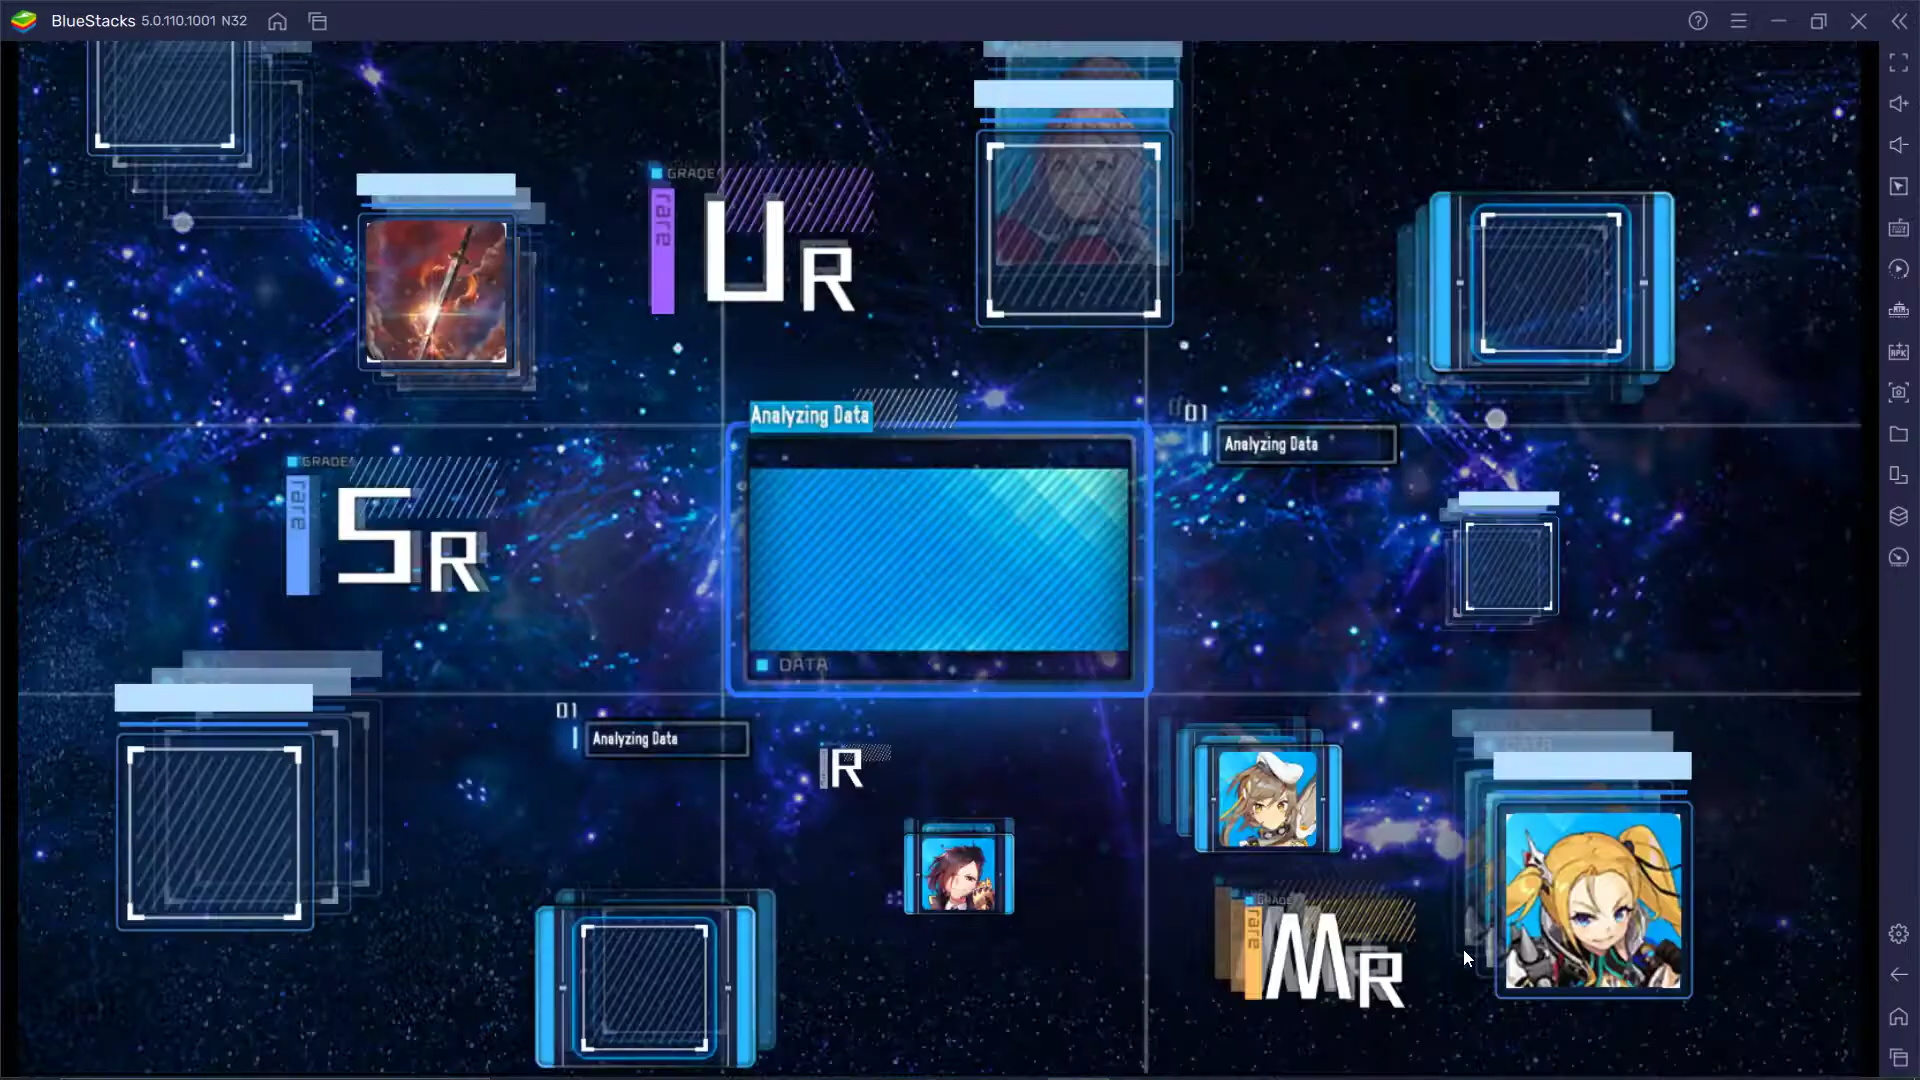 BlueStacks 5.0.110.1001 N32
GRADE
rare
UR
Analyzing Data
01
Analyzing Data
GRADE
rare
SR
DATA
01
Analyzing Data
R
GRADE
rare
MR